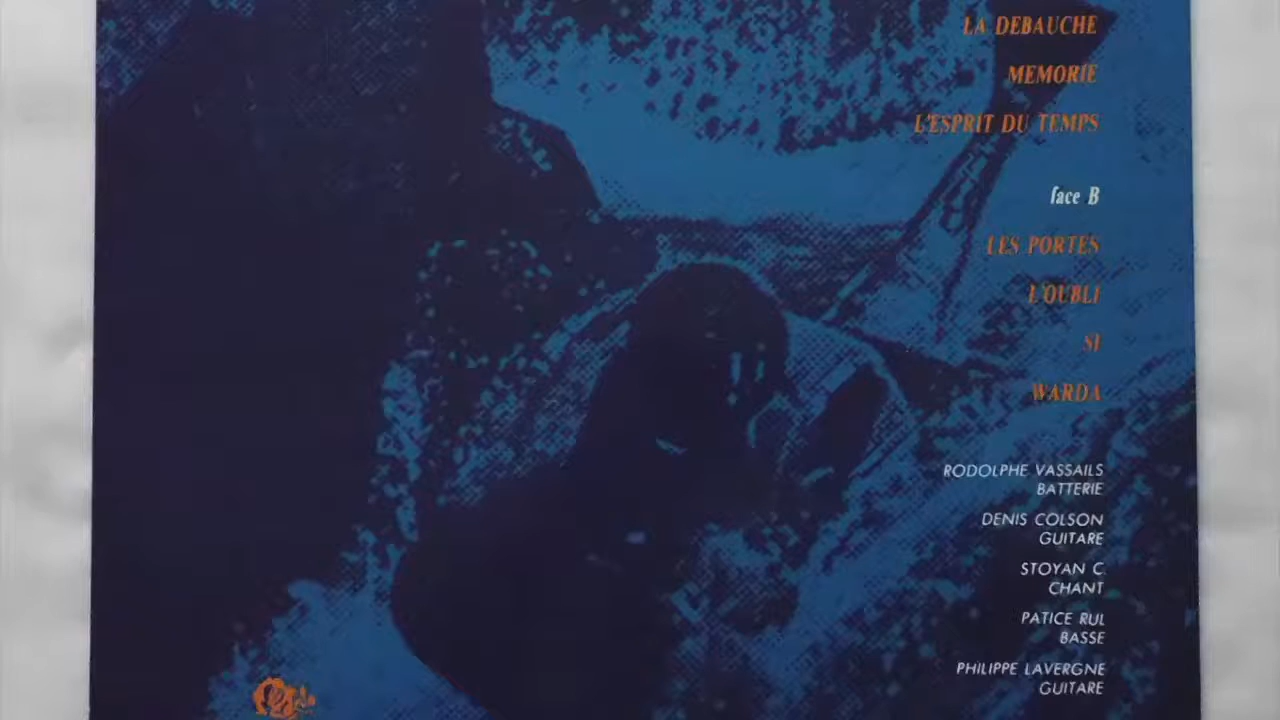 LA DEBAUCHE
MEMORIE
L'ESPRIT DU TEMPS
face B
LES PORTES
L'OUBLI
SI
WARDA
RODOLPHE VASSAILS
BATTERIE
DENIS COLSON
GUITARE
STOYAN C.
CHANT
PATICE RUL
BASSE
PHILIPPE LAVERGNE
GUITARE